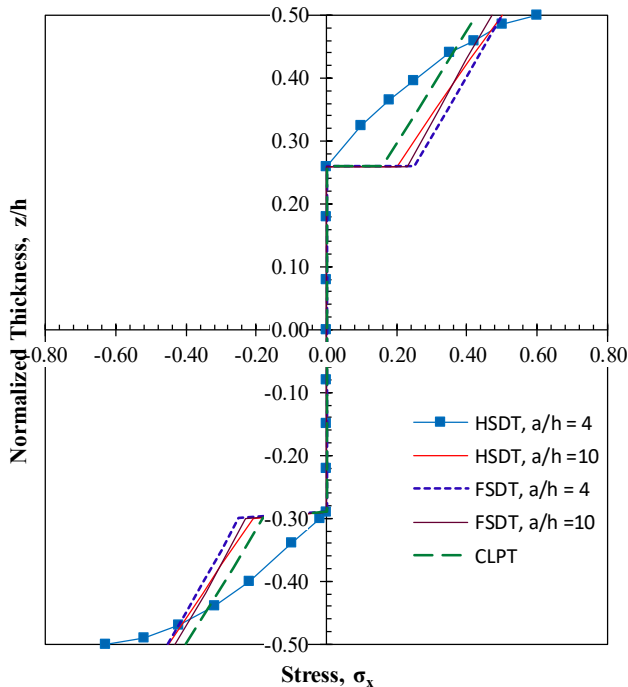 0.50
0.40
0.30
0.20
0.10
0.00
-0.80 -0.60 -0.40 -0.20 0.00 0.20 0.40 0.60 0.80
-0.10
-0.20
-0.30
-0.40
-0.50
Normalized Thickness, z/h
HSDT, a/h = 4
HSDT, a/h =10
FSDT, a/h = 4
FSDT, a/h =10
CLPT
Stress, σx